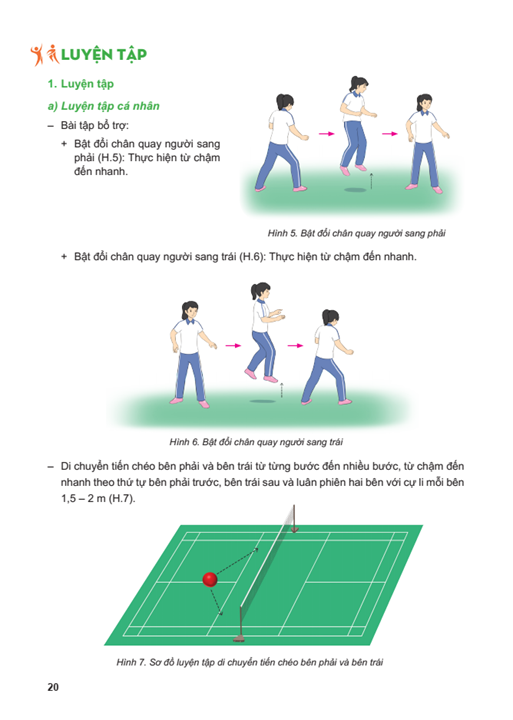 LUYỆN TẬP
1. Luyện tập
a) Luyện tập cá nhân
– Bài tập bổ trợ:
+ Bật đổi chân quay người sang
phải (H.5): Thực hiện từ chậm
đến nhanh.
Hình 5. Bật đổi chân quay người sang phải
+ Bật đổi chân quay người sang trái (H.6): Thực hiện từ chậm đến nhanh.
Hình 6. Bật đổi chân quay người sang trái
– Di chuyển tiến chéo bên phải và bên trái từ từng bước đến nhiều bước, từ chậm đến
nhanh theo thứ tự bên phải trước, bên trái sau và luân phiên hai bên với cự li mỗi bên
1,5 – 2 m (H.7).
Hình 7. Sơ đồ luyện tập di chuyển tiến chéo bên phải và bên trái
20